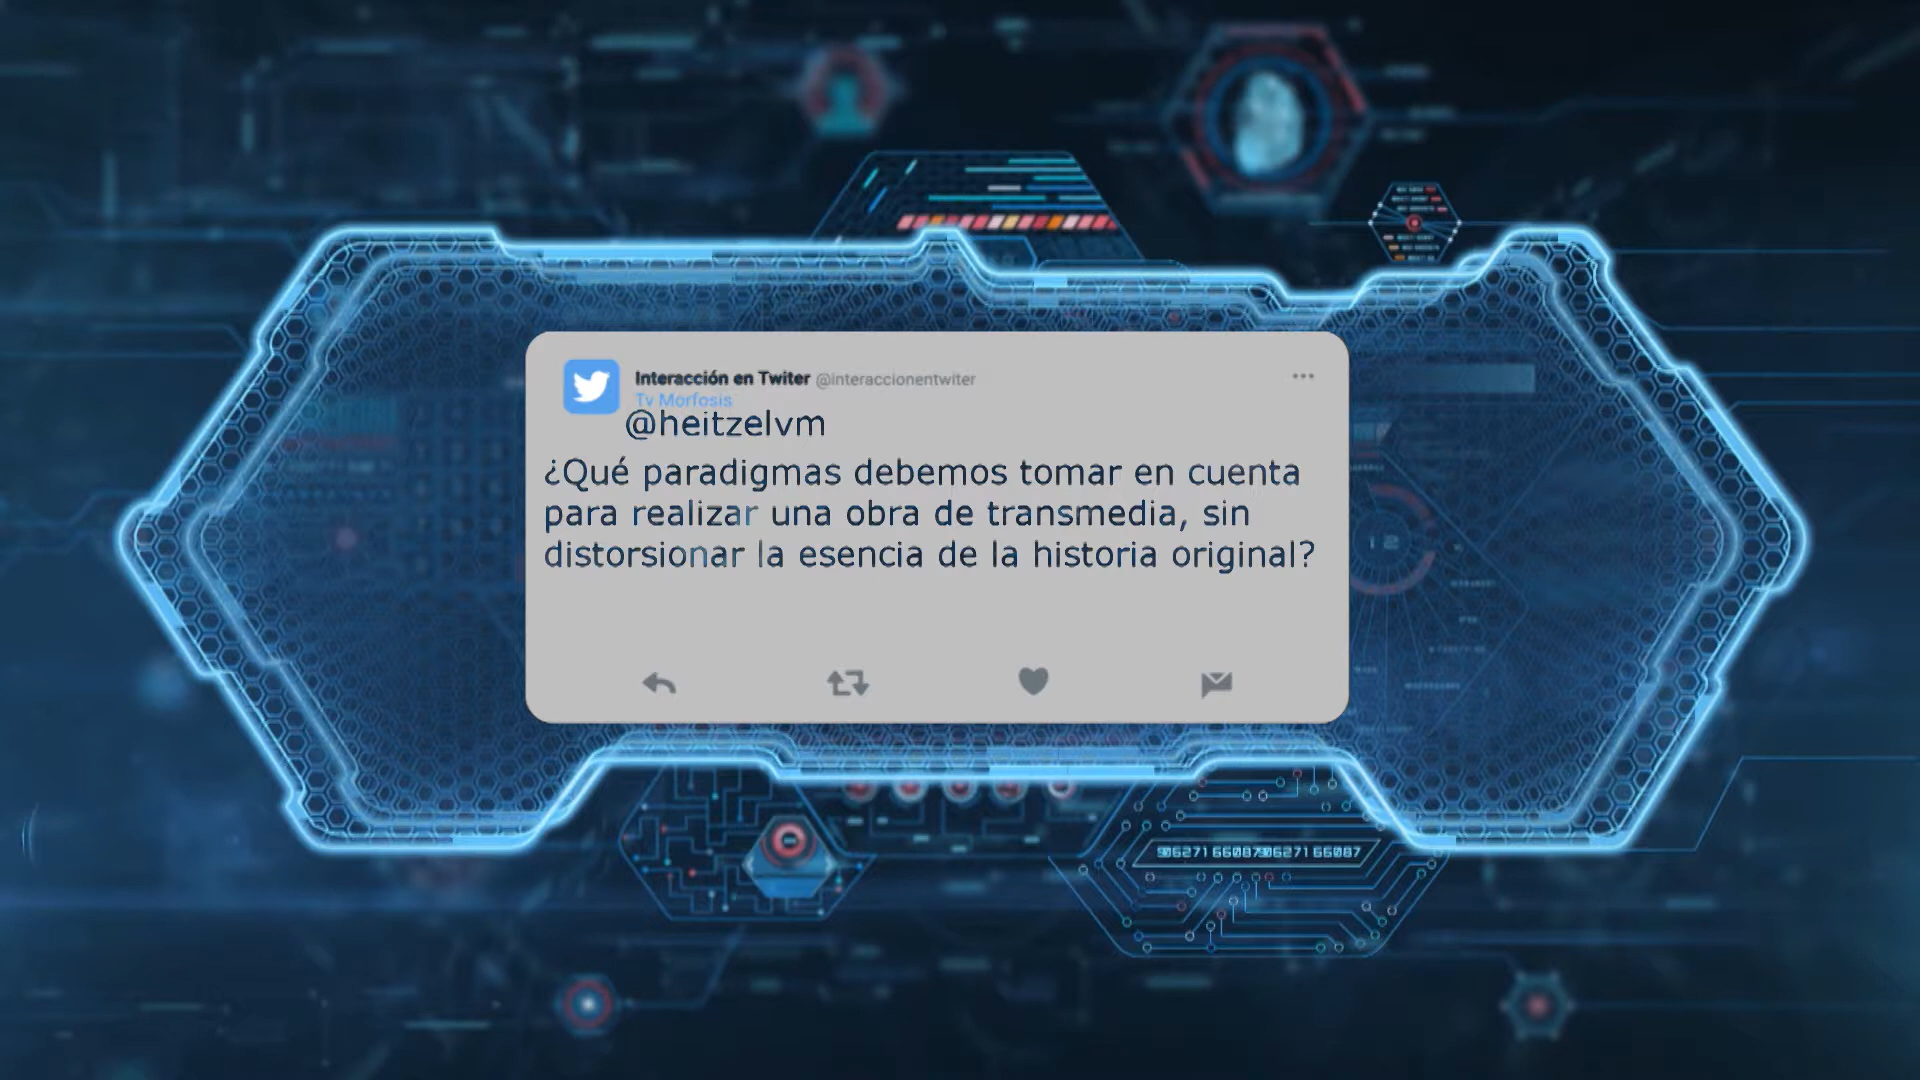 Interacción en Twiter @interaccionentwiter
Tv Morfosis
@heitzelvm
¿Qué paradigmas debemos tomar en cuenta
para realizar una obra de transmedia, sin
distorsionar la esencia de la historia original?
12